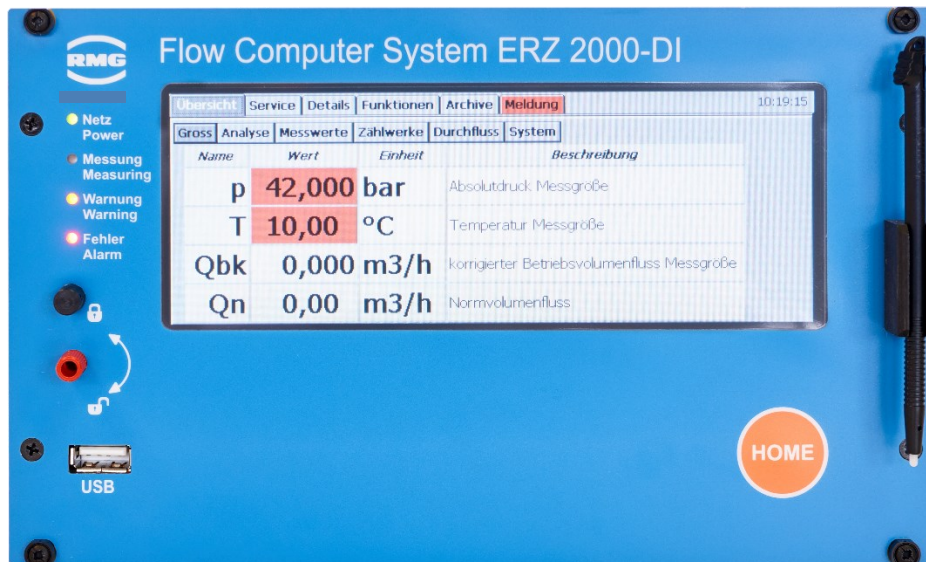 RMG
Flow Computer System ERZ 2000-DI
Übersicht Service Details Funktionen Archive Meldung 10:19:15
Gross Analyse Messwerte Zählwerke Durchfluss System
Name Wert Einheit Beschreibung
p 42,000 bar Absolutdruck Messgröße
T 10,00 °C Temperatur Messgröße
Qbk 0,000 m3/h korrigierter Betriebsvolumenfluss Messgröße
Qn 0,00 m3/h Normvolumenfluss
Netz
Power
Messung
Measuring
Warnung
Warning
Fehler
Alarm
USB
HOME